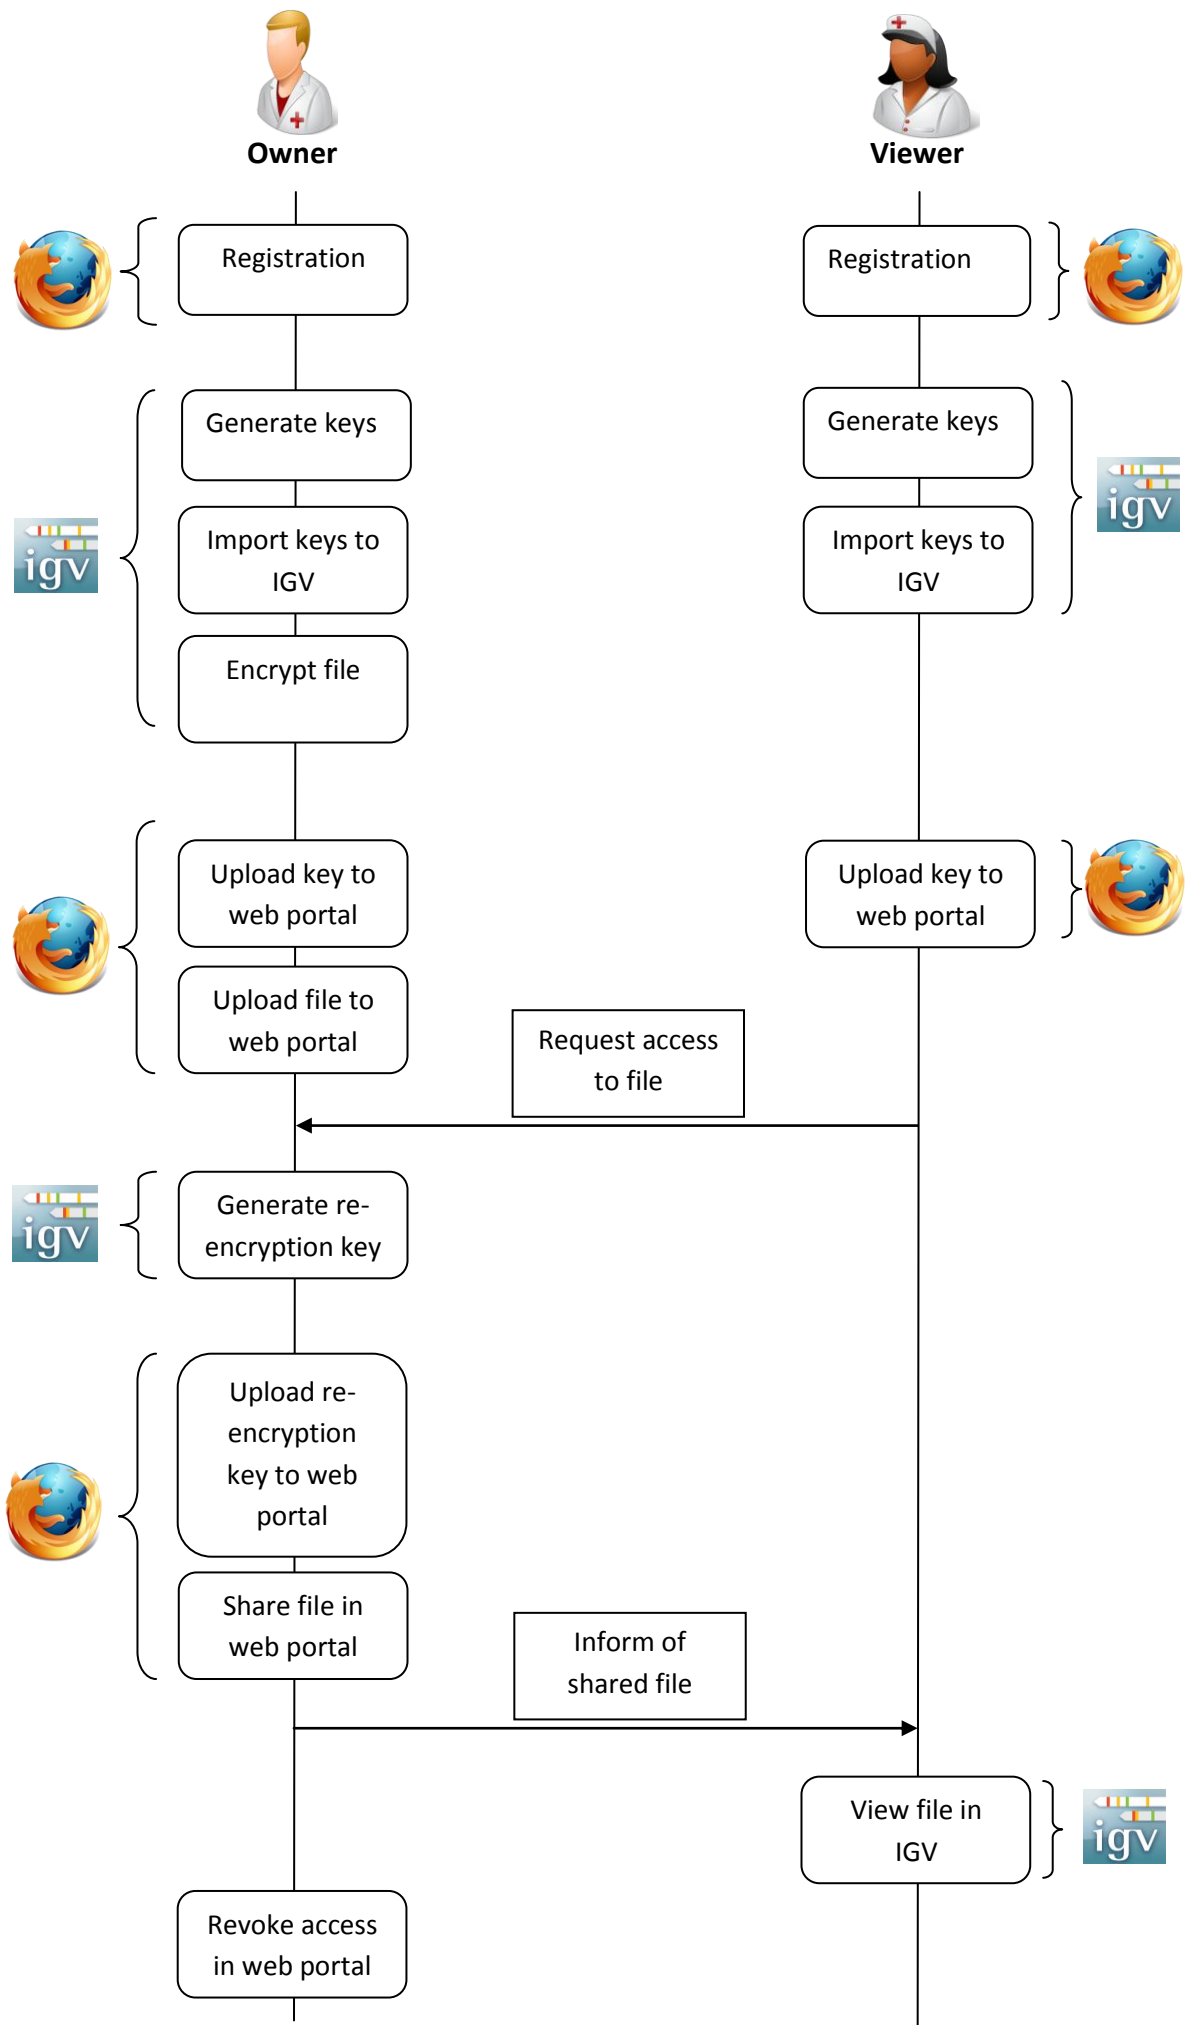 Owner
Viewer
Registration
Registration
Generate keys
Generate keys
igv
igv
Import keys to
IGV
Import keys to
IGV
Encrypt file
Upload key to
web portal
Upload key to
web portal
Upload file to
web portal
Request access
to file
igv
Generate re-
encryption key
Upload re-
encryption
key to web
portal
Share file in
web portal
Inform of
shared file
View file in
IGV
igv
Revoke access
in web portal